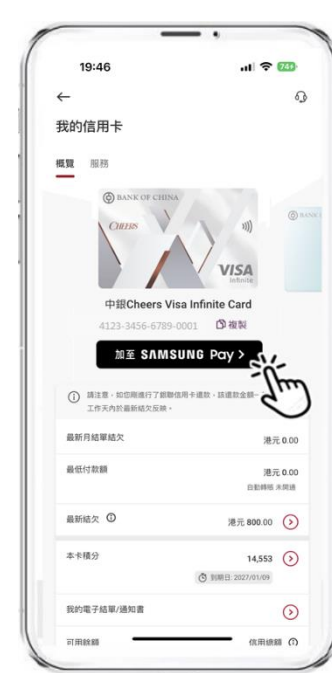 19:46
74
我的信用卡
概覽 服務
BANK OF CHINA
CHEERS
VISA
Infinite
BANK
中銀Cheers Visa Infinite Card
4123-3456-6789-0001 複製
加至 SAMSUNG Pay >
請注意，如您剛進行了銀聯信用卡還款，該還款金額
工作天內於最新結欠反映。
最新月結單結欠 港元 0.00
最低付款額 港元 0.00
自動轉賬 未開通
最新結欠 港元 800.00
本卡積分 14,553
到期日: 2027/01/09
我的電子結單/通知書
可用餘額 信用總額